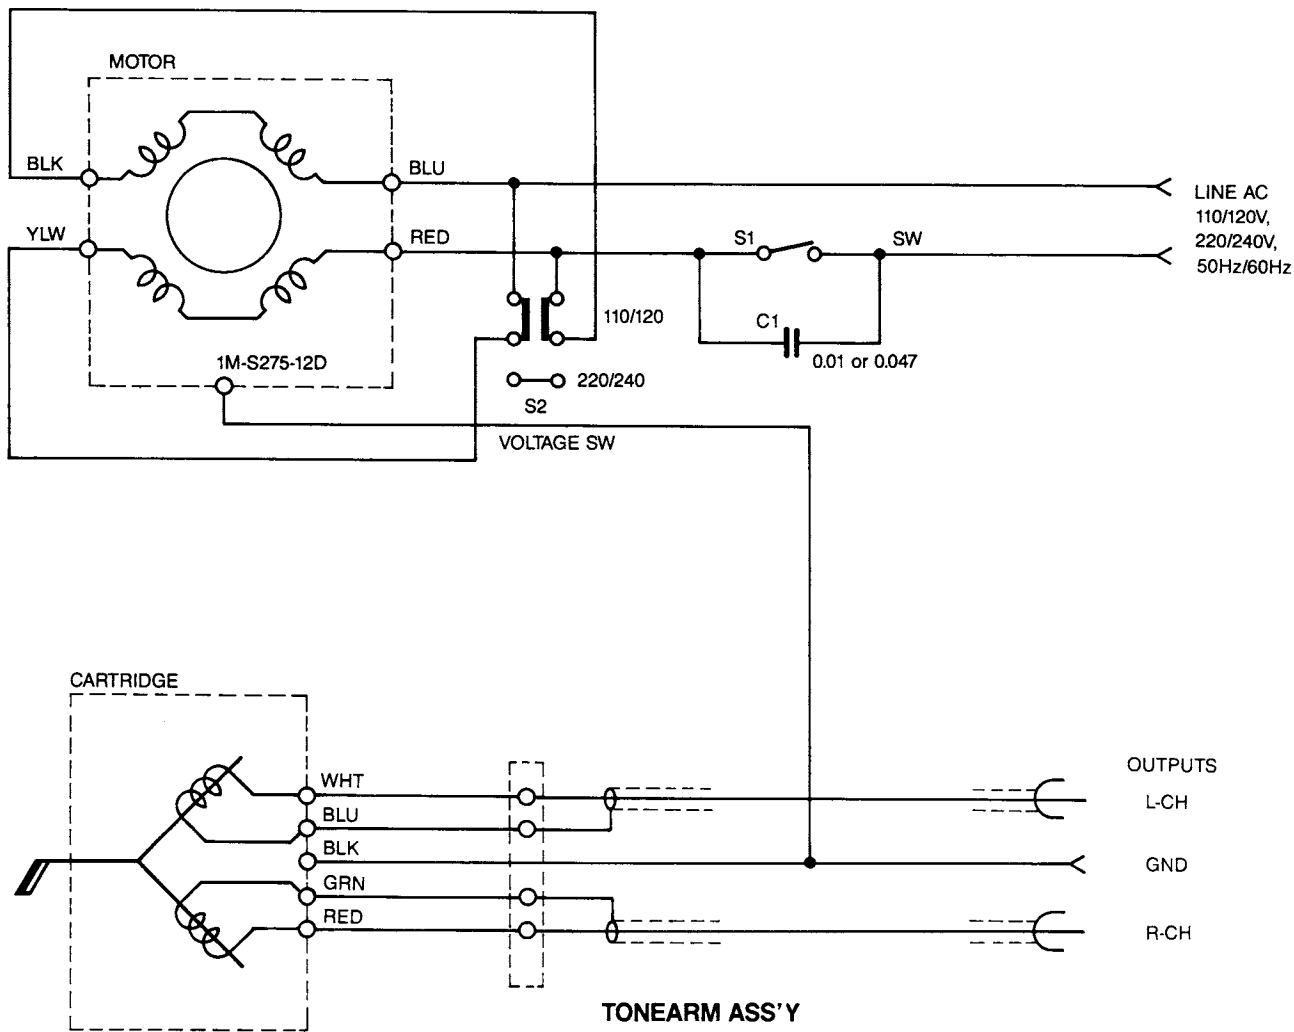 MOTOR
BLK
BLU
LINE AC
110/120V,
220/240V,
50Hz/60Hz
YLW
RED
S1
SW
110/120
C1
0.01 or 0.047
1M-S275-12D
220/240
S2
VOLTAGE SW
CARTRIDGE
OUTPUTS
WHT
L-CH
BLU
BLK
GND
GRN
RED
R-CH
TONEARM ASS'Y